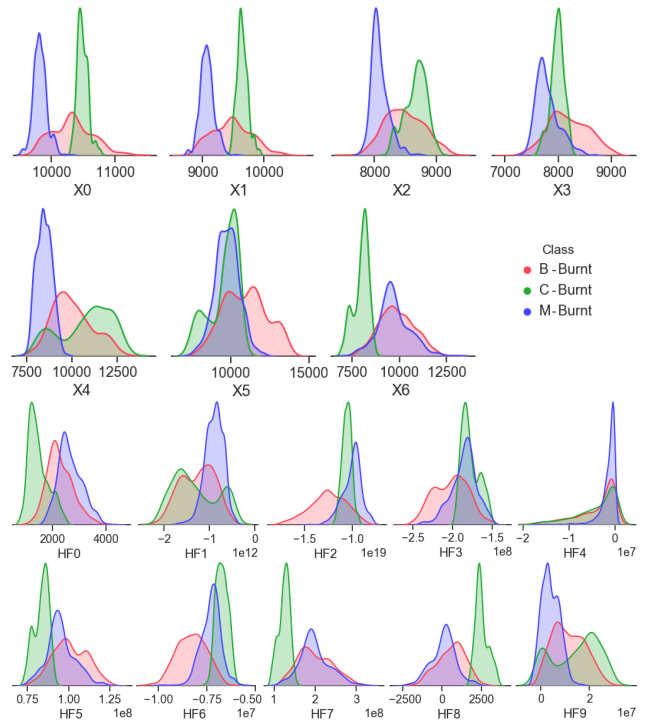 10000 11000
X0
9000 10000
X1
8000 9000
X2
7000 8000 9000
X3
7500 10000 12500
X4
10000 15000
X5
7500 10000 12500
X6
Class
B -Burnt
C -Burnt
M-Burnt
2000 4000
HF0
−2 −1 0
HF1 1e12
−1.5 −1.0
HF2 1e19
−2.5 −2.0 −1.5
HF3 1e8
−2 −1 0
HF4 1e7
0.75 1.00 1.25
HF5 1e8
−1.00 −0.75 −0.50
HF6 1e7
1 2 3
HF7 1e8
−2500 0 2500
HF8
0 2
HF9 1e7